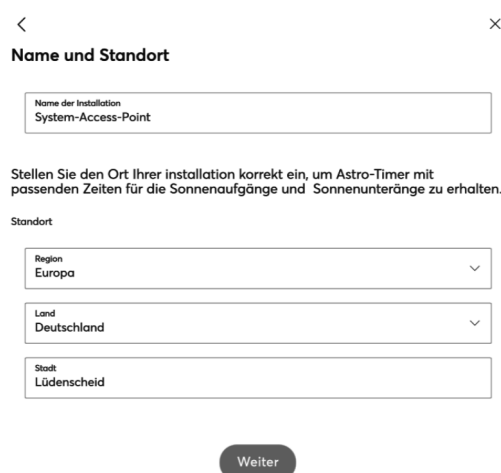 Name und Standort
Name der Installation
System-Access-Point
Stellen Sie den Ort Ihrer installation korrekt ein, um Astro-Timer mit
passenden Zeiten für die Sonnenaufgänge und Sonnenunteränge zu erhalten.
Standort
Region
Europa
Land
Deutschland
Stadt
Lüdenscheid
Weiter